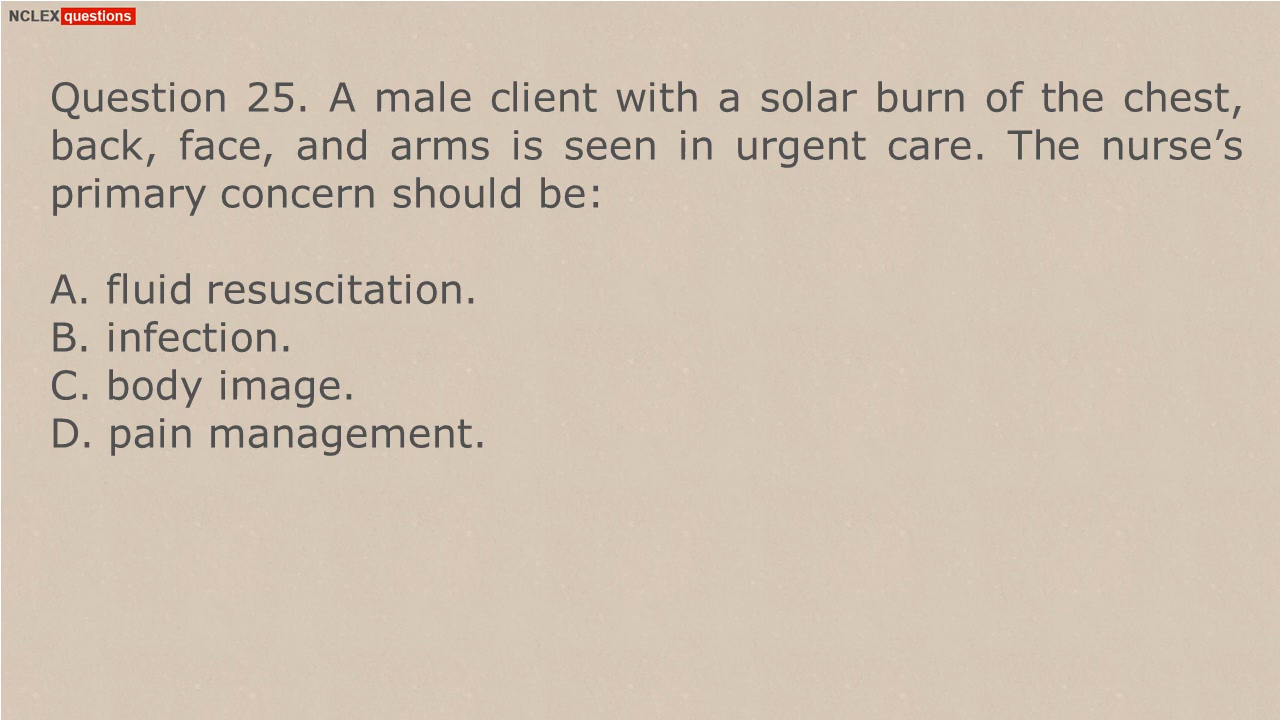 NCLEX questions
Question 25. A male client with a solar burn of the chest,
back, face, and arms is seen in urgent care. The nurse’s
primary concern should be:
A. fluid resuscitation.
B. infection.
C. body image.
D. pain management.